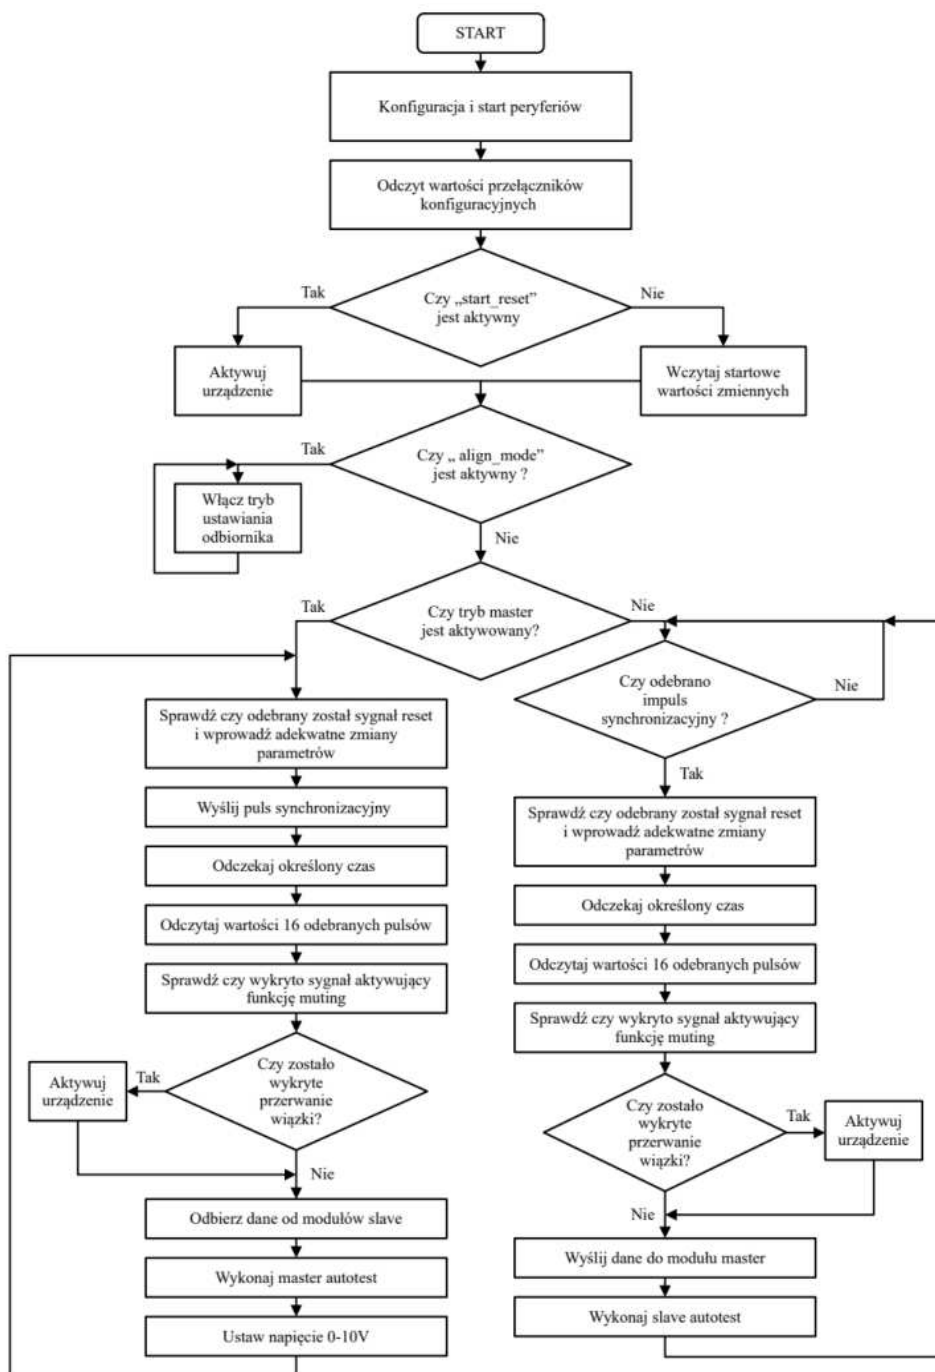 START
Konfiguracja i start peryferiów
Odczyt wartości przełączników
konfiguracyjnych
Tak
Czy „start_reset”
jest aktywny
Nie
Aktywuj
urządzenie
Wczytaj startowe
wartości zmiennych
Tak
Czy „ align_mode”
jest aktywny ?
Włącz tryb
ustawiania
odbiornika
Nie
Tak
Czy tryb master
jest aktywowany?
Nie
Sprawdź czy odebrany został sygnał reset
i wprowadź adekwatne zmiany
parametrów
Wyślij puls synchronizacyjny
Odczekaj określony czas
Odczytaj wartości 16 odebranych pulsów
Sprawdź czy wykryto sygnał aktywujący
funkcję muting
Czy zostało
wykryte
przerwanie
wiązki?
Tak
Aktywuj
urządzenie
Nie
Odbierz dane od modułów slave
Wykonaj master autotest
Ustaw napięcie 0-10V
Czy odebrano
impuls
synchronizacyjny ?
Nie
Tak
Sprawdź czy odebrany został sygnał reset
i wprowadź adekwatne zmiany
parametrów
Odczekaj określony czas
Odczytaj wartości 16 odebranych pulsów
Sprawdź czy wykryto sygnał aktywujący
funkcję muting
Czy zostało
wykryte
przerwanie
wiązki?
Tak
Aktywuj
urządzenie
Nie
Wyślij dane do modułu master
Wykonaj slave autotest